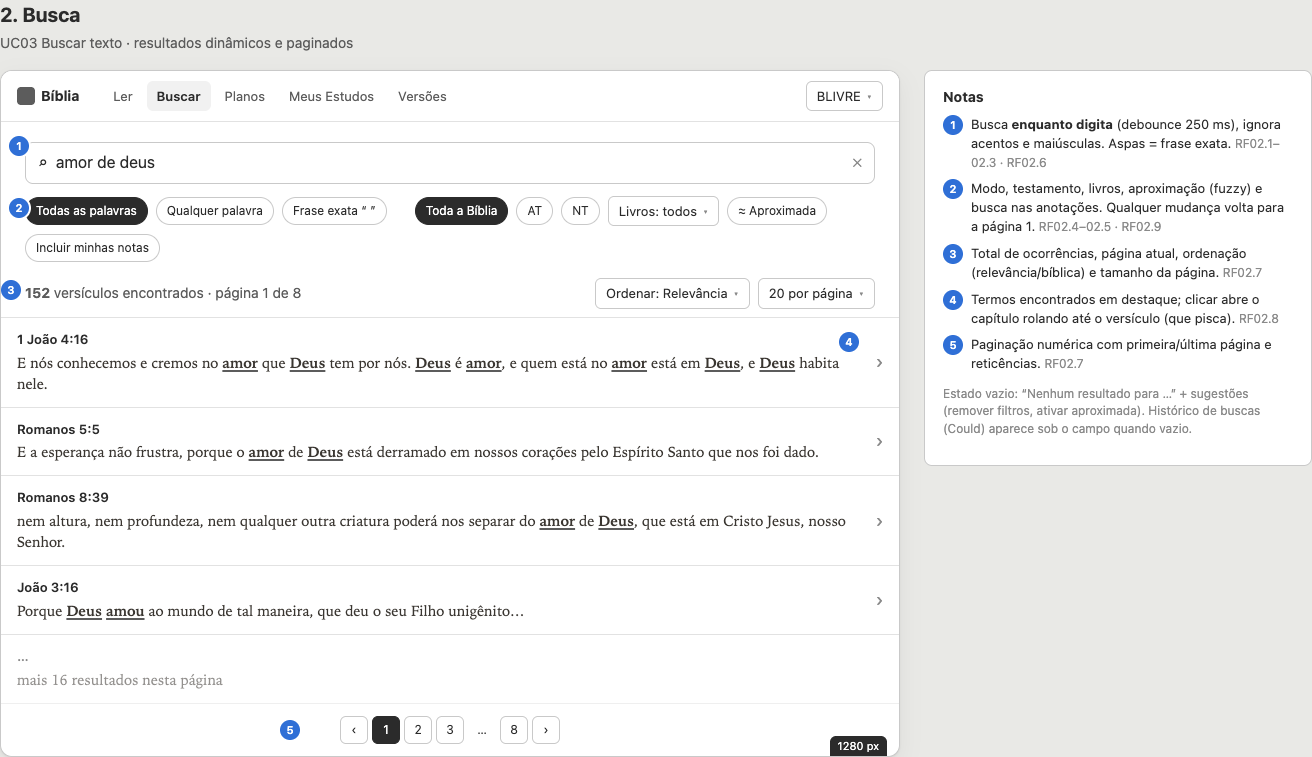 2. Busca
UC03 Buscar texto · resultados dinâmicos e paginados
Bíblia Ler Buscar Planos Meus Estudos Versões BLIVRE
1
amor de deus ×
2 Todas as palavras Qualquer palavra Frase exata “ ” Toda a Bíblia AT NT Livros: todos ≈ Aproximada
Incluir minhas notas
3 152 versículos encontrados · página 1 de 8 Ordenar: Relevância 20 por página
1 João 4:16
4
E nós conhecemos e cremos no amor que Deus tem por nós. Deus é amor, e quem está no amor está em Deus, e Deus habita ›
nele.
Romanos 5:5
E a esperança não frustra, porque o amor de Deus está derramado em nossos corações pelo Espírito Santo que nos foi dado. ›
Romanos 8:39
nem altura, nem profundeza, nem qualquer outra criatura poderá nos separar do amor de Deus, que está em Cristo Jesus, nosso ›
Senhor.
João 3:16
Porque Deus amou ao mundo de tal maneira, que deu o seu Filho unigênito… ›
...
mais 16 resultados nesta página
5 ‹ 1 2 3 ... 8 ›
1280 px
Notas
1 Busca enquanto digita (debounce 250 ms), ignora
acentos e maiúsculas. Aspas = frase exata. RF02.1–
02.3 · RF02.6
2 Modo, testamento, livros, aproximação (fuzzy) e
busca nas anotações. Qualquer mudança volta para
a página 1. RF02.4–02.5 · RF02.9
3 Total de ocorrências, página atual, ordenação
(relevância/bíblica) e tamanho da página. RF02.7
4 Termos encontrados em destaque; clicar abre o
capítulo rolando até o versículo (que pisca). RF02.8
5 Paginação numérica com primeira/última página e
reticências. RF02.7
Estado vazio: “Nenhum resultado para …” + sugestões
(remover filtros, ativar aproximada). Histórico de buscas
(Could) aparece sob o campo quando vazio.